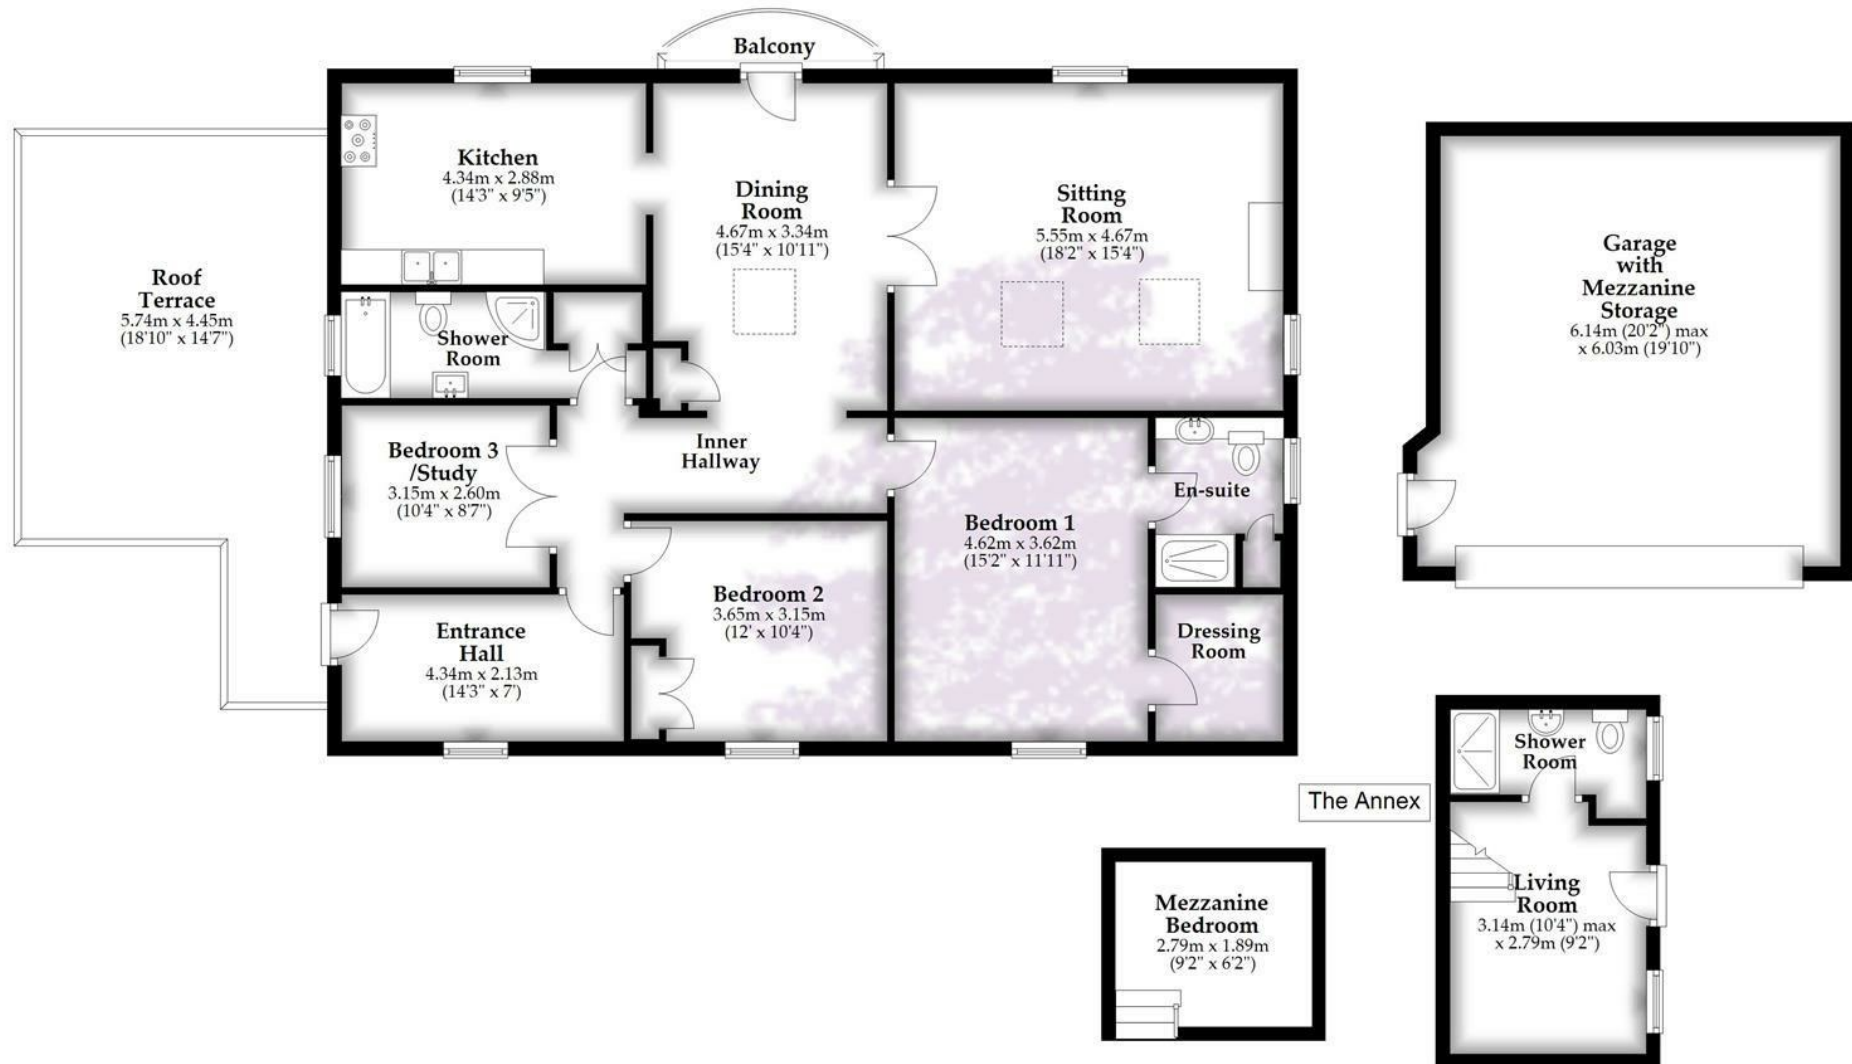 Balcony
Kitchen
4.34m x 2.88m
(14'3" x 9'5")
Dining
Room
4.67m x 3.34m
(15'4" x 10'11")
Sitting
Room
5.55m x 4.67m
(18'2" x 15'4")
Garage
with
Mezzanine
Storage
6.14m (20'2") max
x 6.03m (19'10")
Roof
Terrace
5.74m x 4.45m
(18'10" x 14'7")
Shower
Room
Bedroom 3
/Study
3.15m x 2.60m
(10'4" x 8'7")
Inner
Hallway
En-suite
Bedroom 1
4.62m x 3.62m
(15'2" x 11'11")
Bedroom 2
3.65m x 3.15m
(12' x 10'4")
Entrance
Hall
4.34m x 2.13m
(14'3" x 7')
Dressing
Room
Shower
Room
The Annex
Living
Room
3.14m (10'4") max
x 2.79m (9'2")
Mezzanine
Bedroom
2.79m x 1.89m
(9'2" x 6'2")